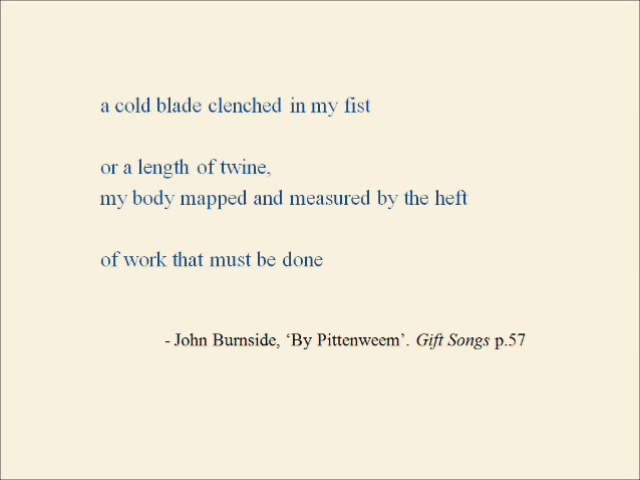 a cold blade clenched in my fist
or a length of twine,
my body mapped and measured by the heft
of work that must be done
- John Burnside, ‘By Pittenweem’. Gift Songs p.57